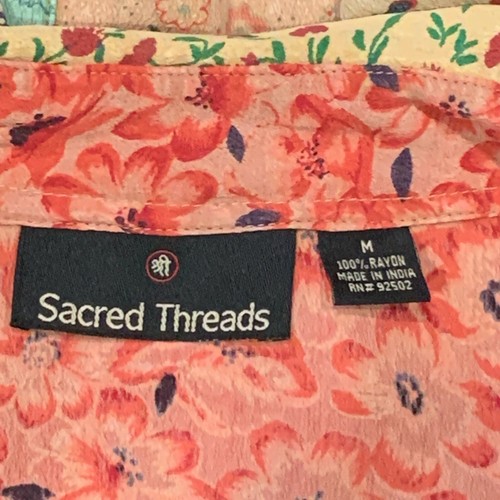 श्री
Sacred Threads
M
100% RAYON
MADE IN INDIA
RN# 92502